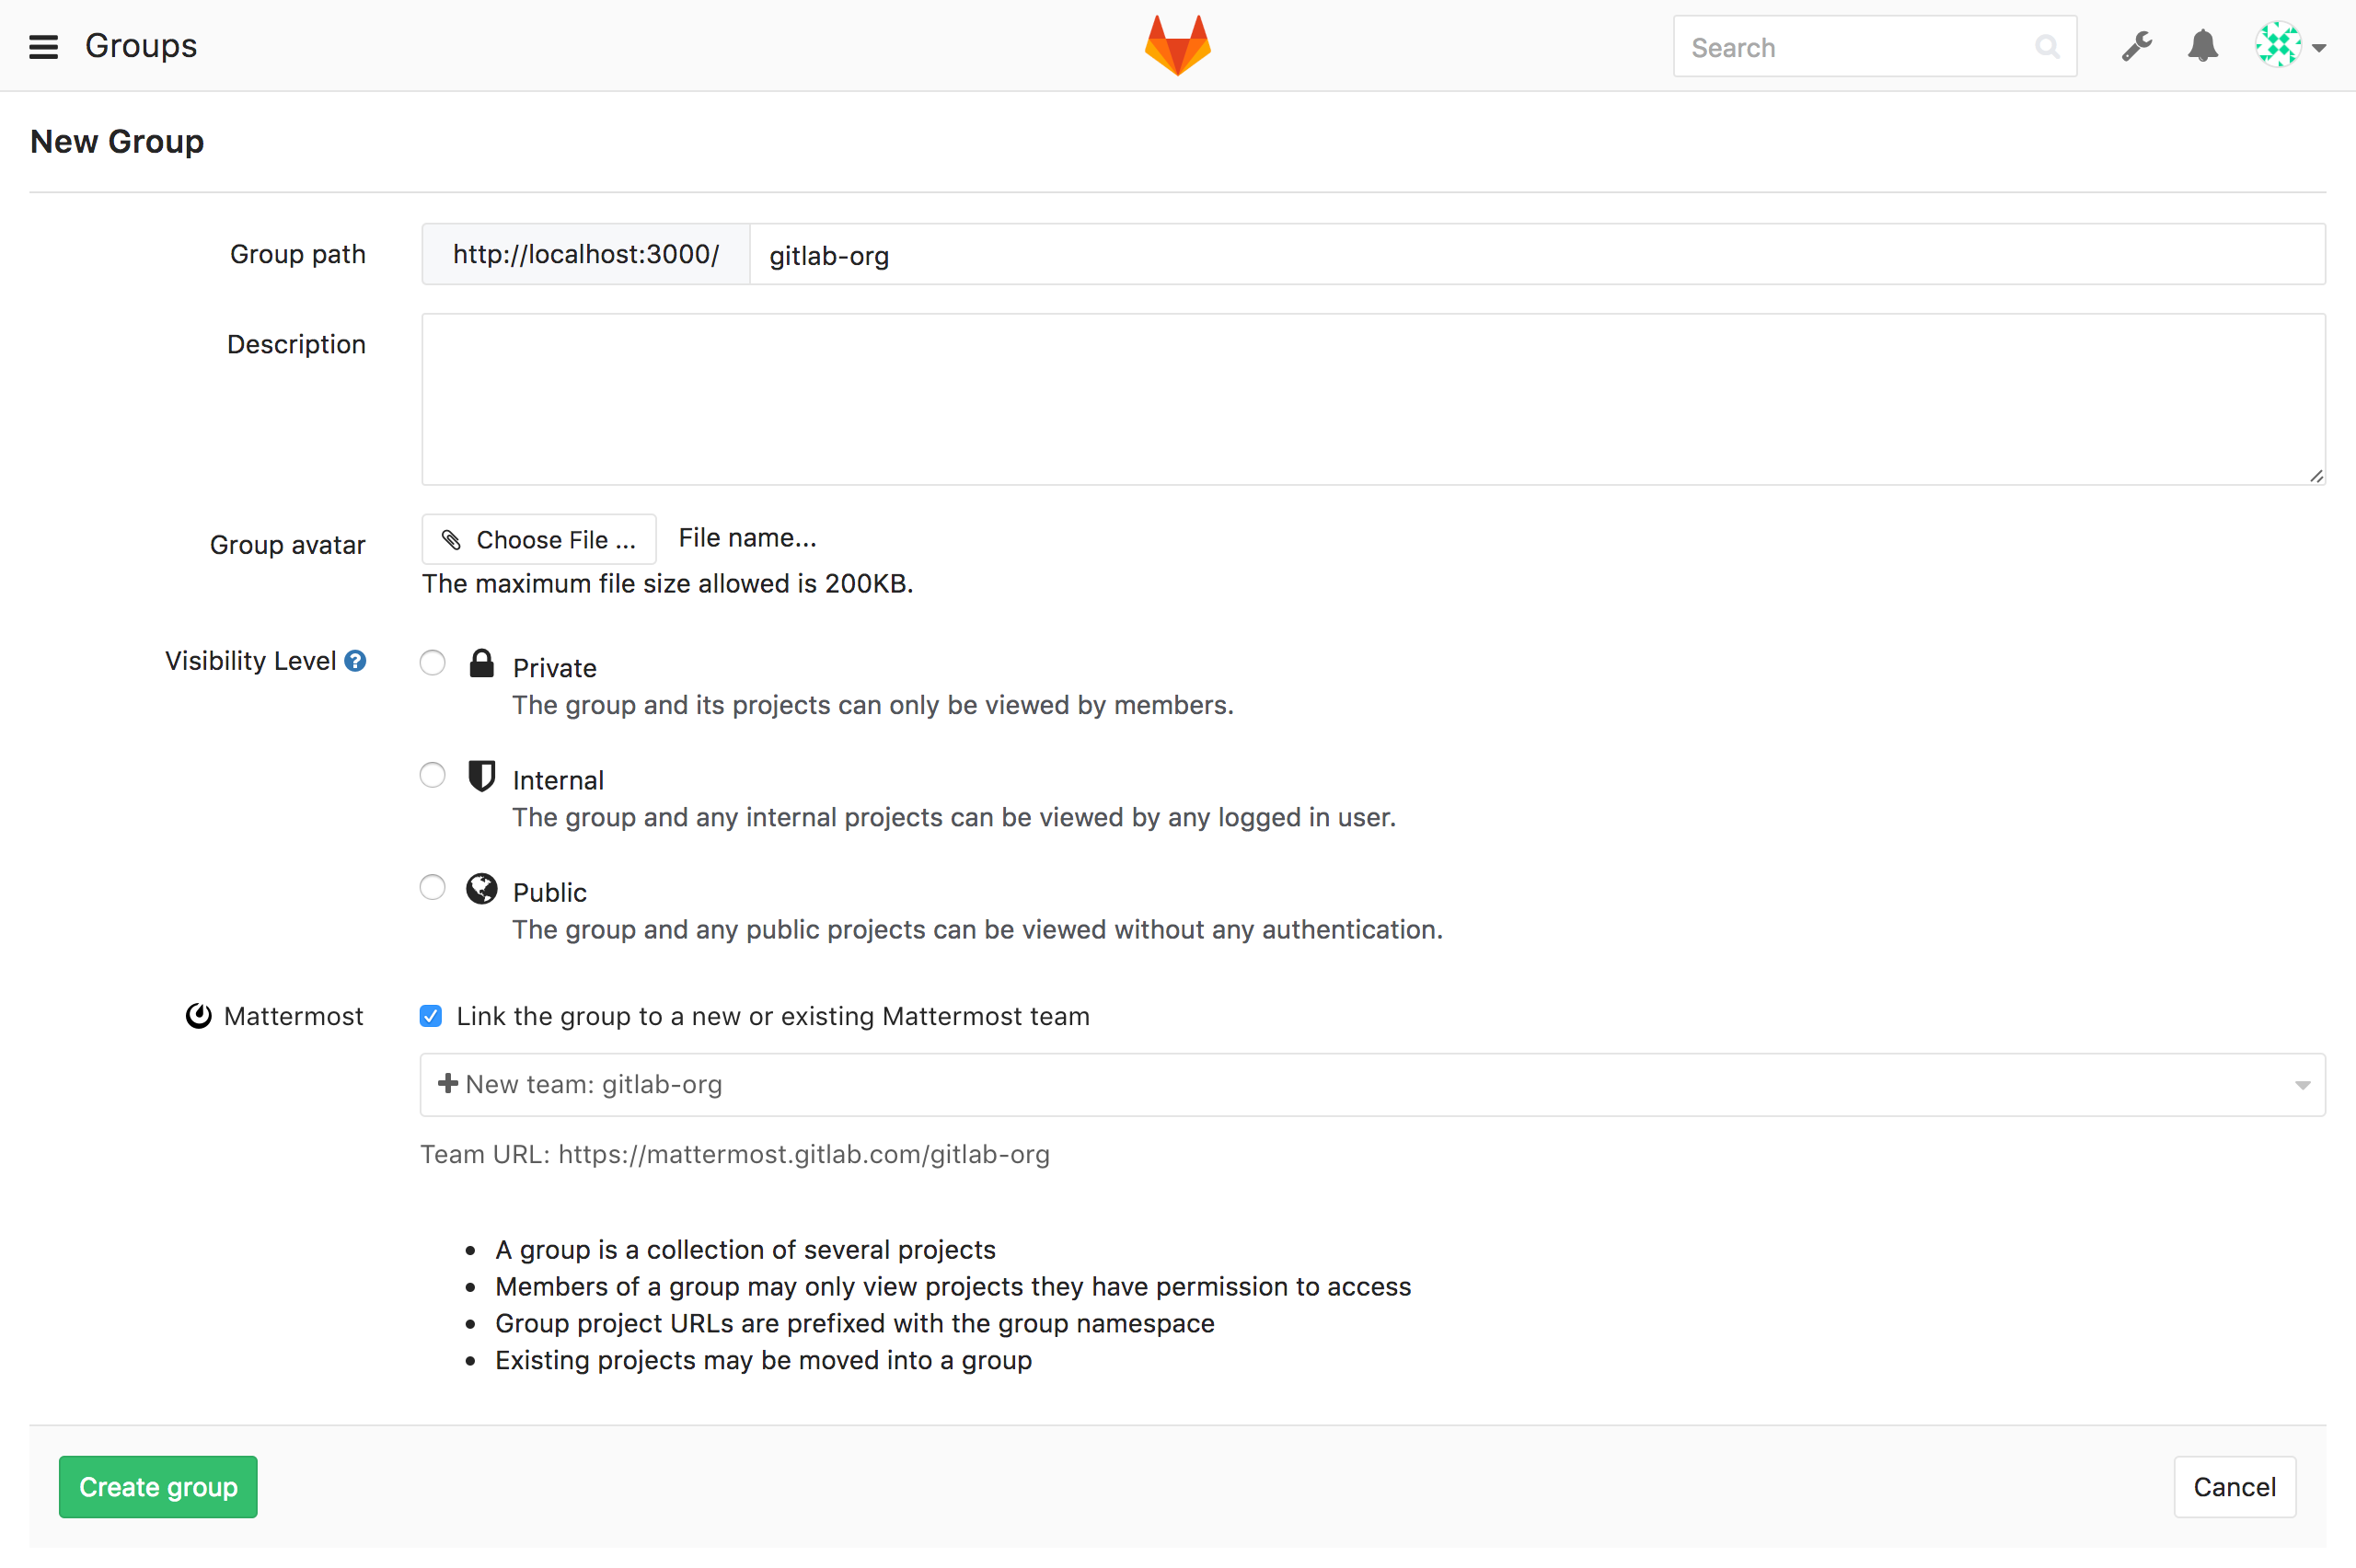 Groups
Search
New Group
Group path
http://localhost:3000/ gitlab-org
Description
Group avatar
Choose File ... File name...
The maximum file size allowed is 200KB.
Visibility Level ?
Private
The group and its projects can only be viewed by members.
Internal
The group and any internal projects can be viewed by any logged in user.
Public
The group and any public projects can be viewed without any authentication.
Mattermost
Link the group to a new or existing Mattermost team
New team: gitlab-org
Team URL: https://mattermost.gitlab.com/gitlab-org
• A group is a collection of several projects
• Members of a group may only view projects they have permission to access
• Group project URLs are prefixed with the group namespace
• Existing projects may be moved into a group
Create group
Cancel